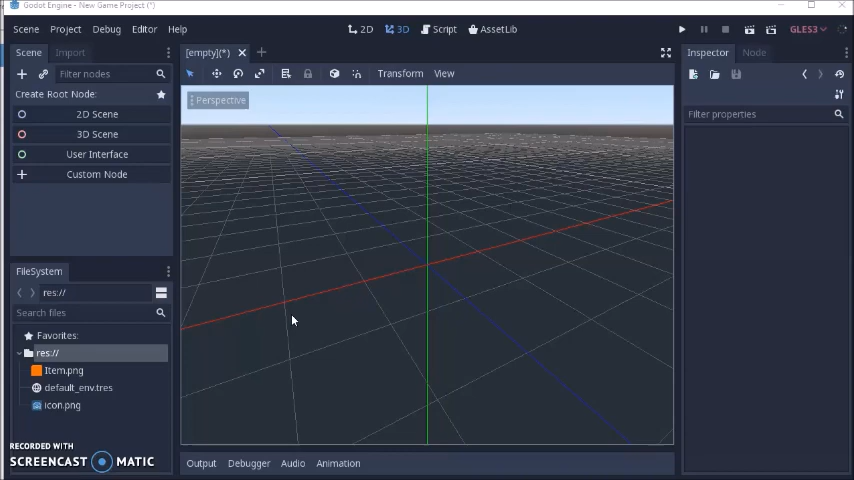 Godot Engine - New Game Project (*)
Scene Project Debug Editor Help
2D 3D Script AssetLib
GLES3
Scene Import
[empty](*)
Inspector Node
Filter nodes
Transform View
Create Root Node:
Perspective
2D Scene
Filter properties
3D Scene
User Interface
Custom Node
FileSystem
res://
Search files
Favorites:
res://
Item.png
default_env.tres
icon.png
RECORDED WITH
SCREENCAST MATIC
Output Debugger Audio Animation